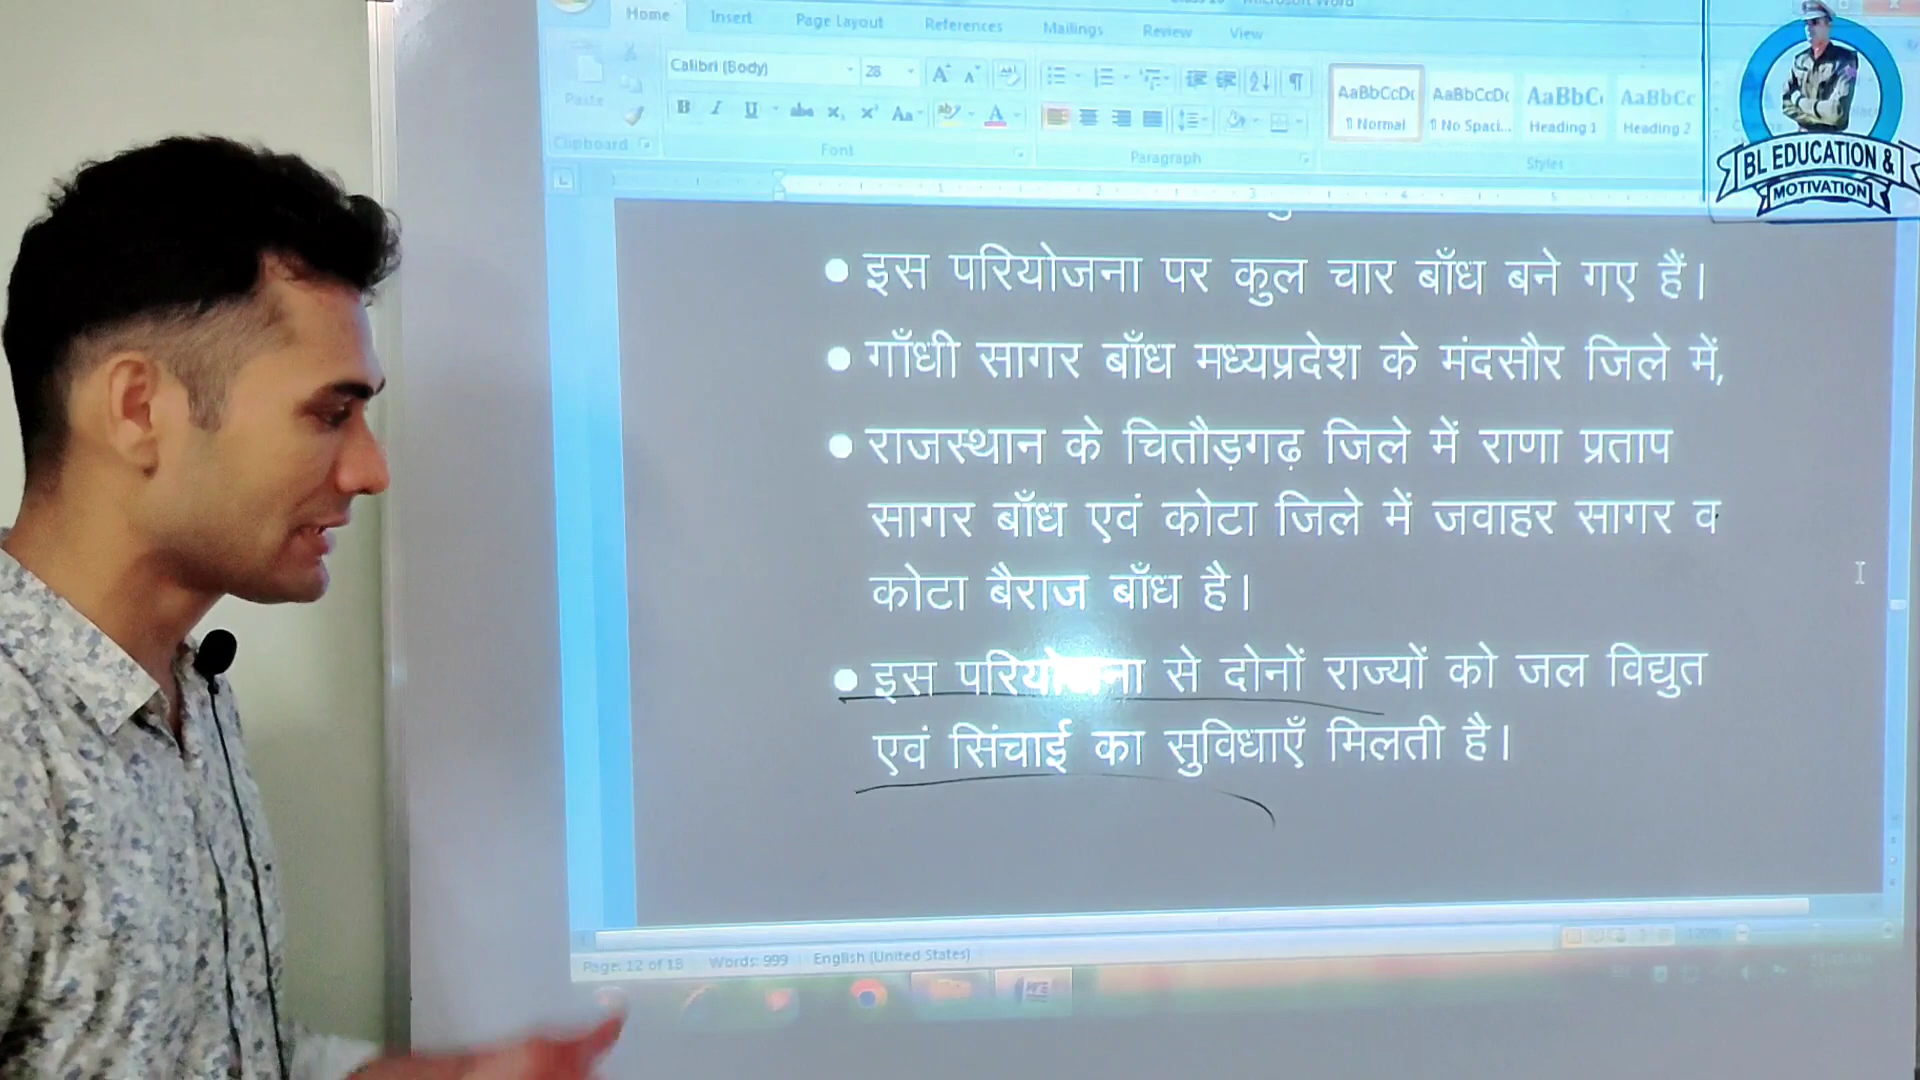 Home Insert Page Layout References Mailings Review View
Calibri (Body) 28
Paste
B I U abc
AaBbCcDc AaBbCcDc AaBbC AaBbCc
¶ Normal ¶ No Spaci... Heading 1 Heading 2
Clipboard Font Paragraph Styles
BL EDUCATION &
MOTIVATION
• इस परियोजना पर कुल चार बाँध बने गए हैं।
• गाँधी सागर बाँध मध्यप्रदेश के मंदसौर जिले में,
• राजस्थान के चितौड़गढ़ जिले में राणा प्रताप
सागर बाँध एवं कोटा जिले में जवाहर सागर व
कोटा बैराज बाँध है।
• इस परियोजना से दोनों राज्यों को जल विद्युत
एवं सिंचाई का सुविधाएँ मिलती है।
Page: 12 of 18 Words: 999 English (United States)